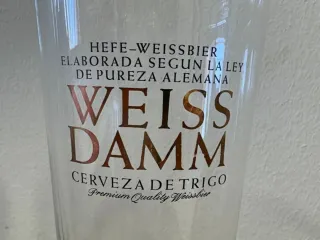 HEFE-WEISSBIER
ELABORADA SEGUN LA LEY
DE PUREZA ALEMANA
WEISS
DAMM
CERVEZA DE TRIGO
Premium Quality Weissbier